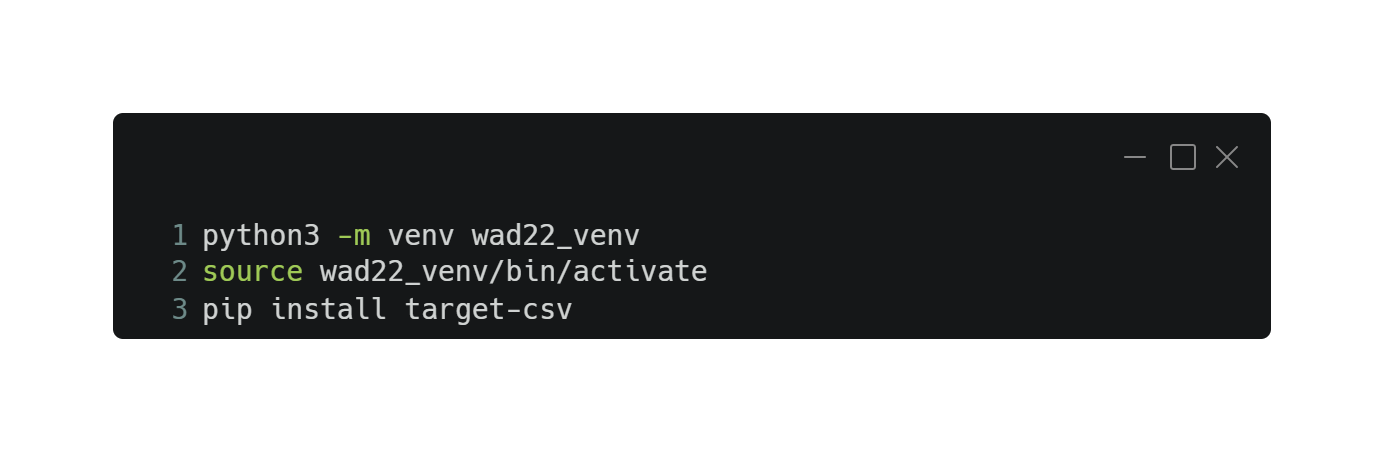 1 python3 -m venv wad22_venv
2 source wad22_venv/bin/activate
3 pip install target-csv